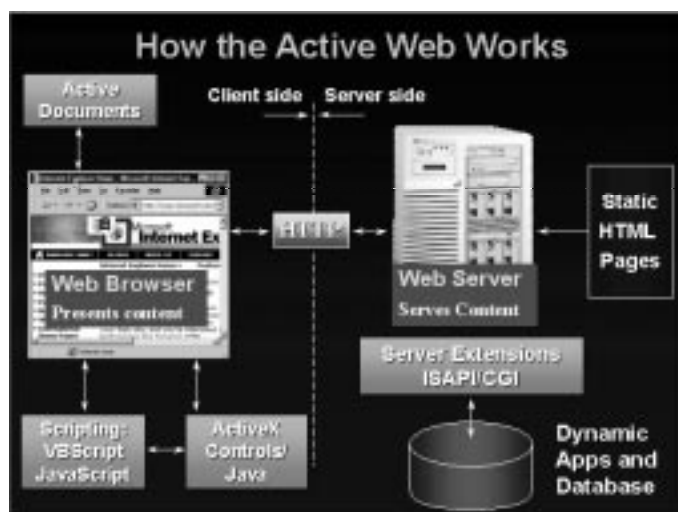 How the Active Web Works
Active
Documents
Client side
Server side
HTTP
Internet Ex
Web Browser
Presents content
Web Server
Serves Content
Static
HTML
Pages
Server Extensions
ISAPI/CGI
Scripting:
VBScript
JavaScript
ActiveX
Controls/
Java
Dynamic
Apps and
Database